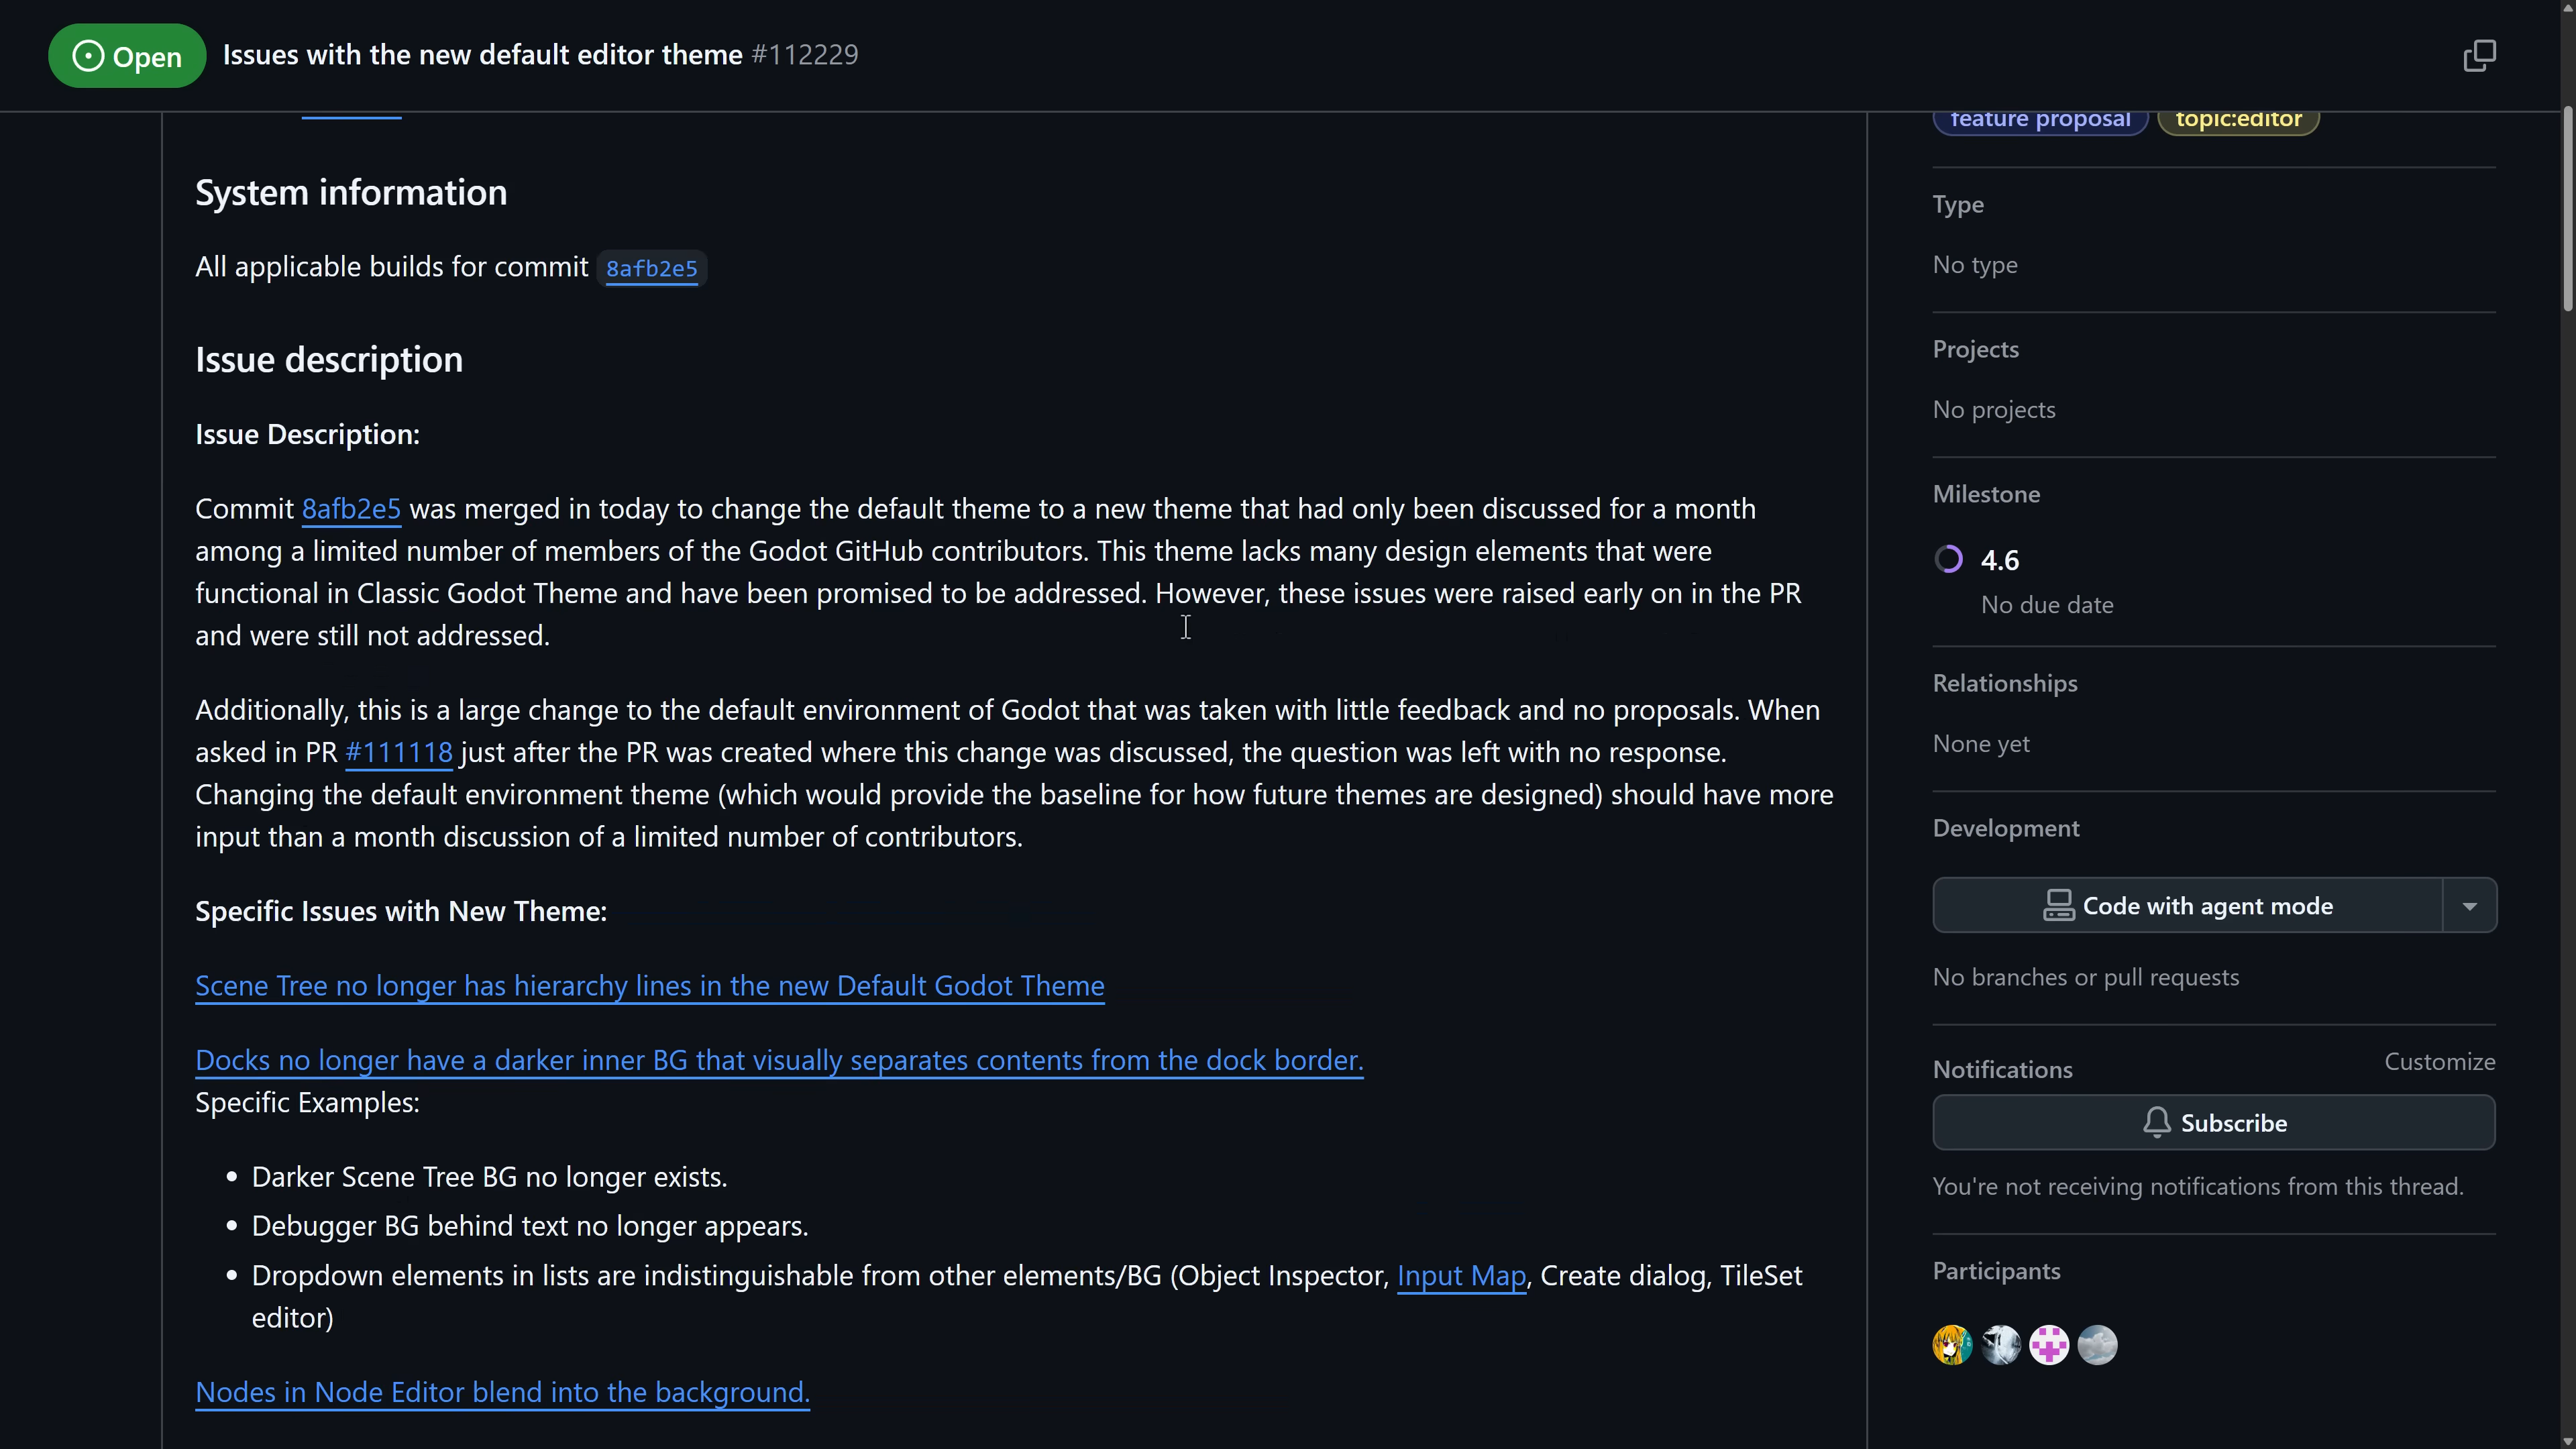 Open
Issues with the new default editor theme #112229
feature proposal
topic:editor
System information
All applicable builds for commit 8afb2e5
Issue description
Issue Description:
Commit 8afb2e5 was merged in today to change the default theme to a new theme that had only been discussed for a month
among a limited number of members of the Godot GitHub contributors. This theme lacks many design elements that were
functional in Classic Godot Theme and have been promised to be addressed. However, these issues were raised early on in the PR
and were still not addressed.
Additionally, this is a large change to the default environment of Godot that was taken with little feedback and no proposals. When
asked in PR #111118 just after the PR was created where this change was discussed, the question was left with no response.
Changing the default environment theme (which would provide the baseline for how future themes are designed) should have more
input than a month discussion of a limited number of contributors.
Specific Issues with New Theme:
Scene Tree no longer has hierarchy lines in the new Default Godot Theme
Docks no longer have a darker inner BG that visually separates contents from the dock border.
Specific Examples:
• Darker Scene Tree BG no longer exists.
• Debugger BG behind text no longer appears.
• Dropdown elements in lists are indistinguishable from other elements/BG (Object Inspector, Input Map, Create dialog, TileSet
editor)
Nodes in Node Editor blend into the background.
Type
No type
Projects
No projects
Milestone
4.6
No due date
Relationships
None yet
Development
Code with agent mode
No branches or pull requests
Notifications
Customize
Subscribe
You're not receiving notifications from this thread.
Participants